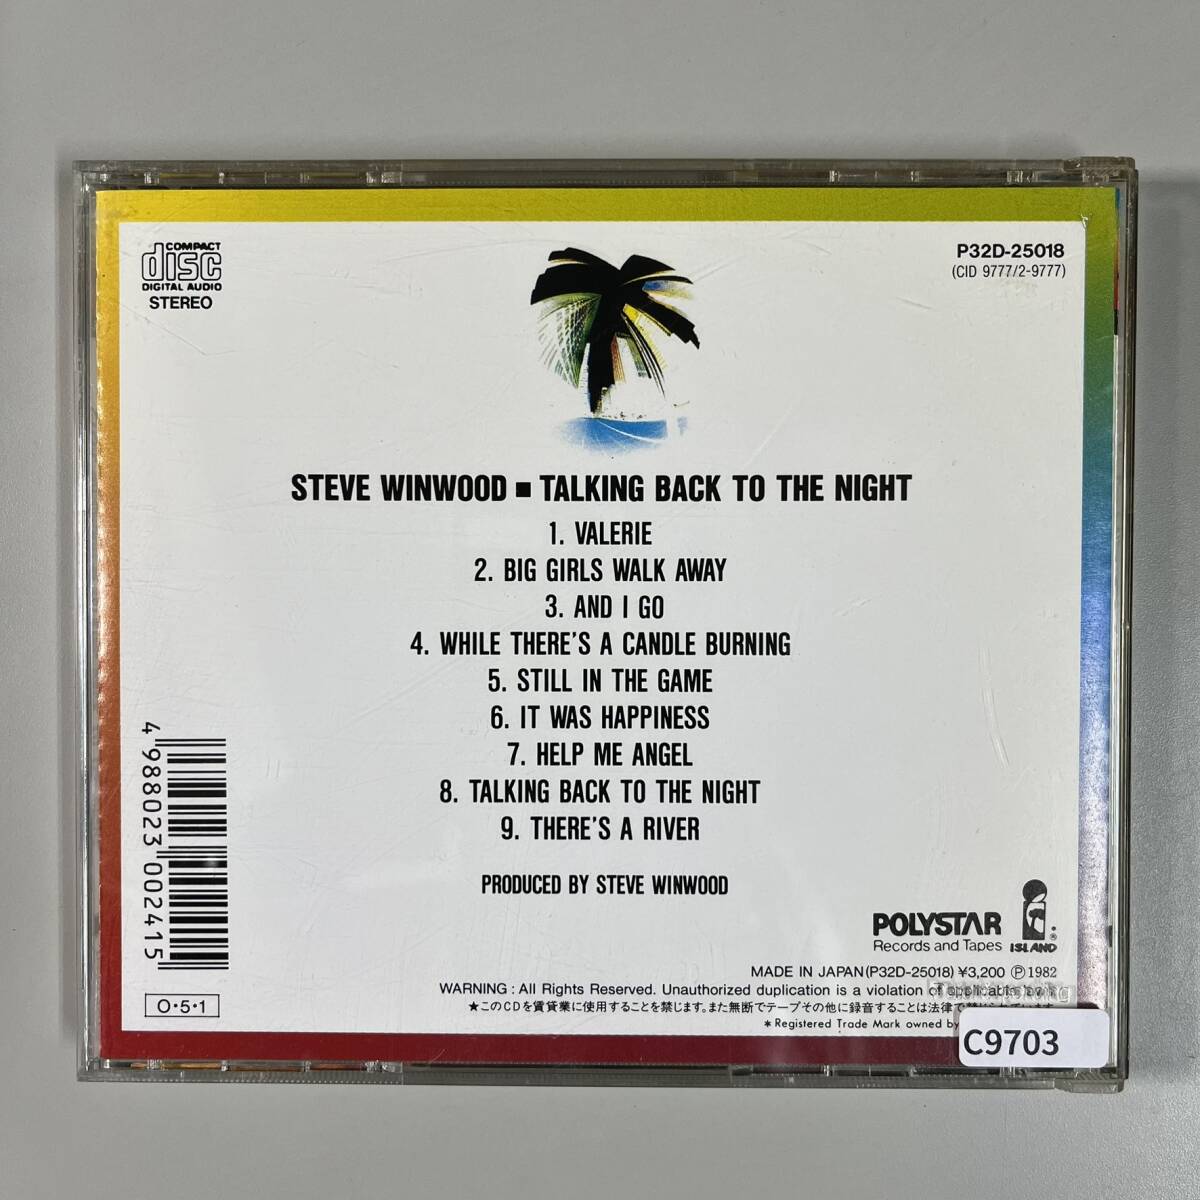 COMPACT
disc
DIGITAL AUDIO
STEREO
P32D-25018
(CID 9777/2-9777)
STEVE WINWOOD ■ TALKING BACK TO THE NIGHT
1. VALERIE
2. BIG GIRLS WALK AWAY
3. AND I GO
4. WHILE THERE'S A CANDLE BURNING
5. STILL IN THE GAME
6. IT WAS HAPPINESS
7. HELP ME ANGEL
8. TALKING BACK TO THE NIGHT
9. THERE'S A RIVER
PRODUCED BY STEVE WINWOOD
4 988023 002415
O・5・1
POLYSTAR
Records and Tapes
ISLAND ®
MADE IN JAPAN (P32D-25018) ¥3,200 Ⓟ 1982
WARNING : All Rights Reserved. Unauthorized duplication is a violation of applicable
★このCDを賃貸業に使用することを禁じます。また無断でテープその他に録音することは法律で
* Registered Trade Mark owned by
C9703